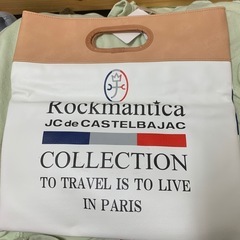 Rockmantica
JC de CASTELBAJAC
COLLECTION
TO TRAVEL IS TO LIVE
IN PARIS